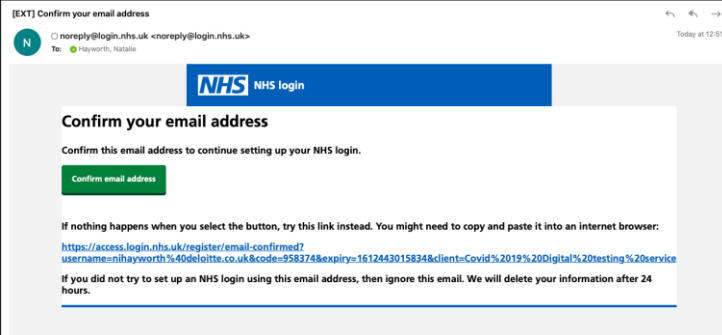 [EXT] Confirm your email address
noreply@login.nhs.uk <noreply@login.nhs.uk>
Today at 12:51
N
To: Hayworth, Natalie
NHS NHS login
Confirm your email address
Confirm this email address to continue setting up your NHS login.
Confirm email address
If nothing happens when you select the button, try this link instead. You might need to copy and paste it into an internet browser:
https://access.login.nhs.uk/register/email-confirmed?
username=nihayworth%40deloitte.co.uk&code=958374&expiry=1612443015834&client=Covid%2019%20Digital%20testing%20service
If you did not try to set up an NHS login using this email address, then ignore this email. We will delete your information after 24
hours.